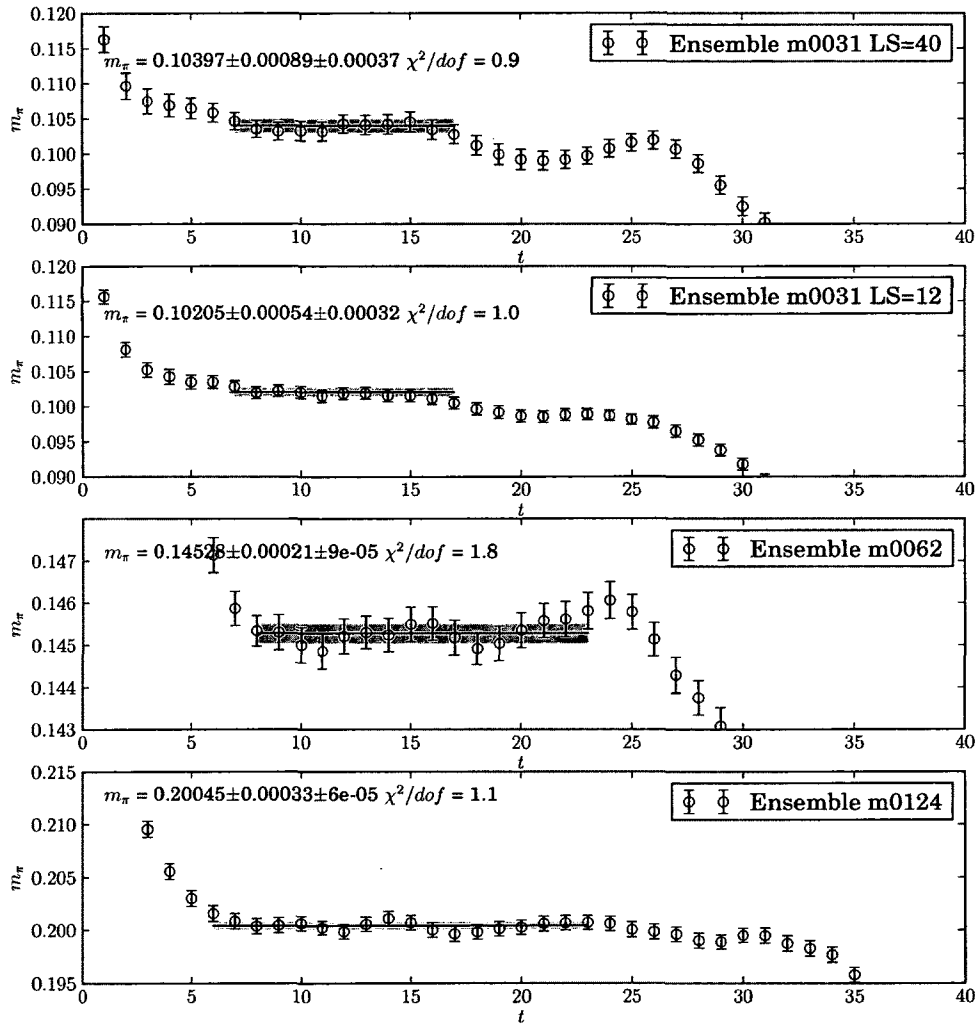 0.120
0.115
0.110
0.105
0.100
0.095
0.090
m_π
m_π = 0.10397±0.00089±0.00037 χ²/dof = 0.9
Ensemble m0031 LS=40
0 5 10 15 20 25 30 35 40
t
0.120
0.115
0.110
0.105
0.100
0.095
0.090
m_π
m_π = 0.10205±0.00054±0.00032 χ²/dof = 1.0
Ensemble m0031 LS=12
0 5 10 15 20 25 30 35 40
t
0.147
0.146
0.145
0.144
0.143
m_π
m_π = 0.14528±0.00021±9e-05 χ²/dof = 1.8
Ensemble m0062
0 5 10 15 20 25 30 35 40
t
0.215
0.210
0.205
0.200
0.195
m_π
m_π = 0.20045±0.00033±6e-05 χ²/dof = 1.1
Ensemble m0124
0 5 10 15 20 25 30 35 40
t